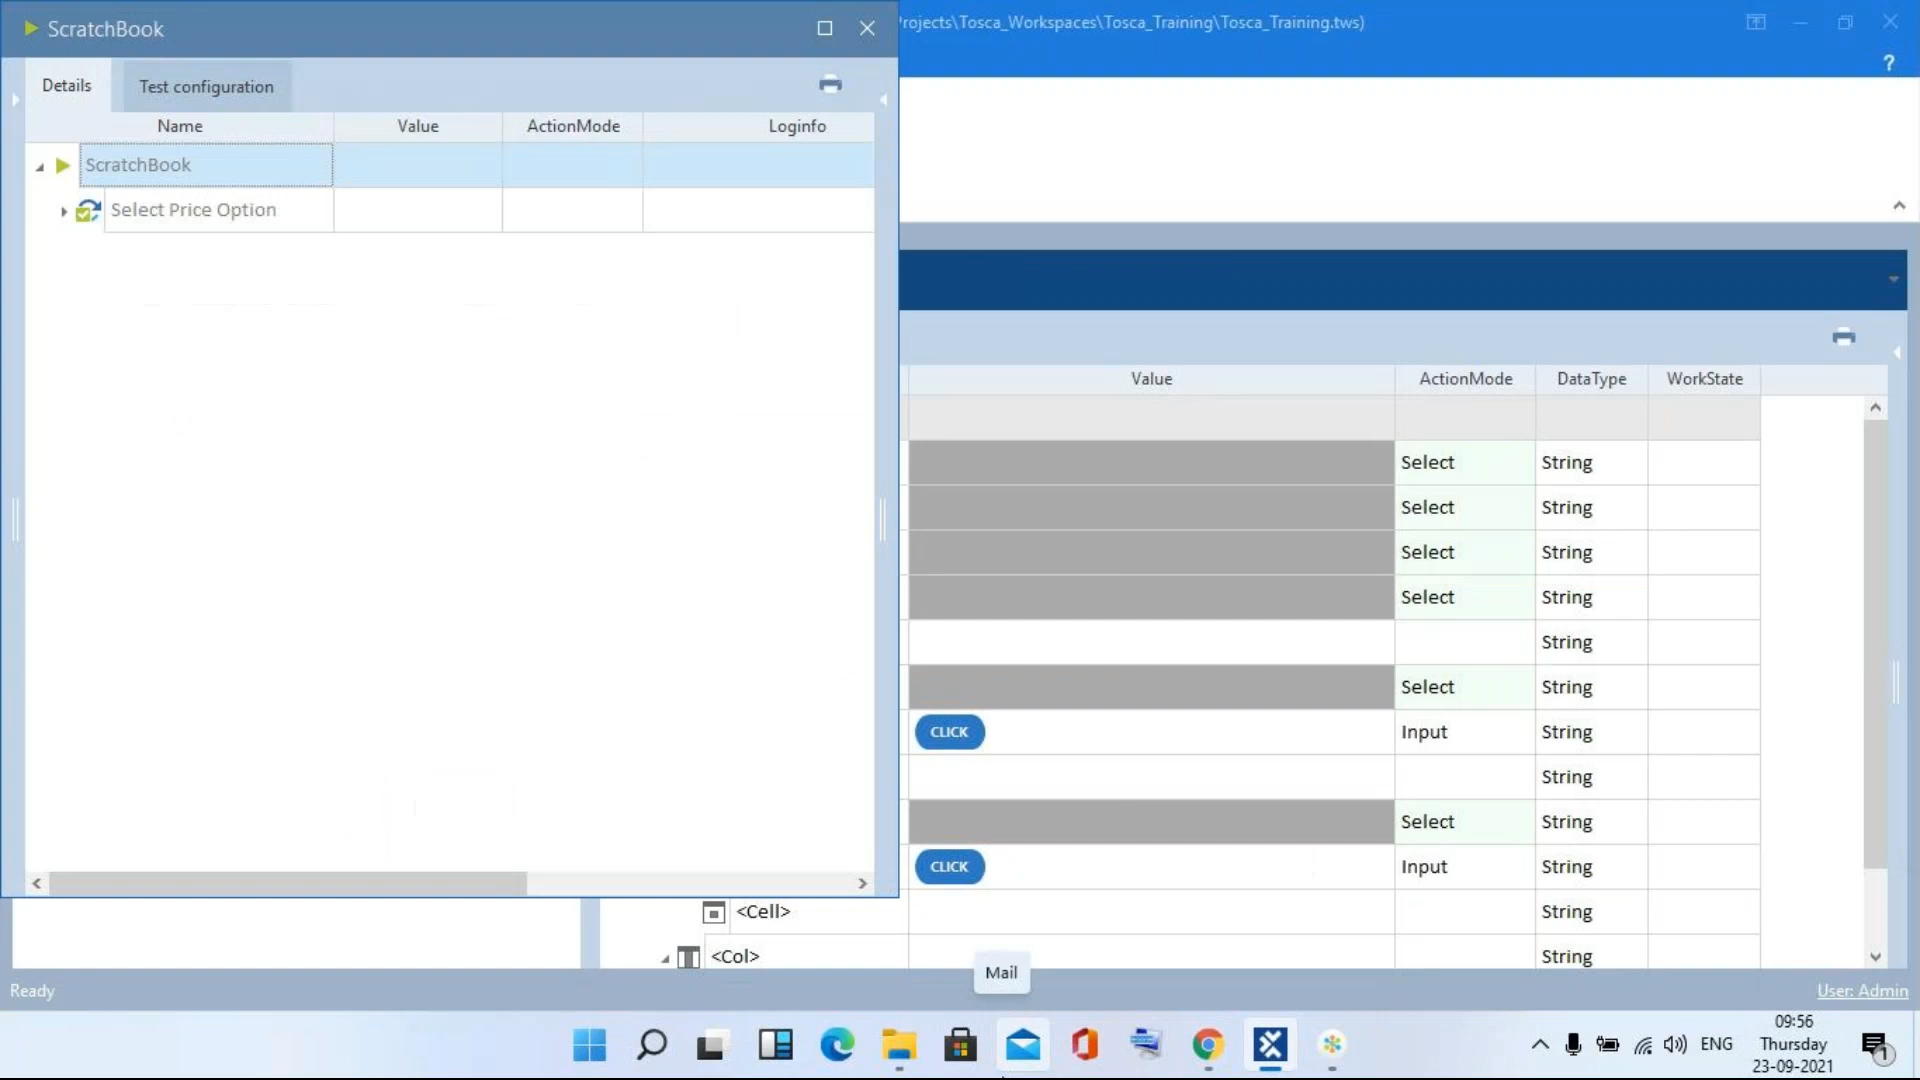 ScratchBook
rojects\Tosca_Workspaces\Tosca_Training\Tosca_Training.tws)
?
Details
Test configuration
Name
Value
ActionMode
Loginfo
ScratchBook
Select Price Option
Value
ActionMode
DataType
WorkState
Select
String
Select
String
Select
String
Select
String
String
Select
String
CLICK
Input
String
String
Select
String
CLICK
Input
String
<Cell>
String
<Col>
String
Mail
Ready
User: Admin
ENG
09:56
Thursday
23-09-2021
1